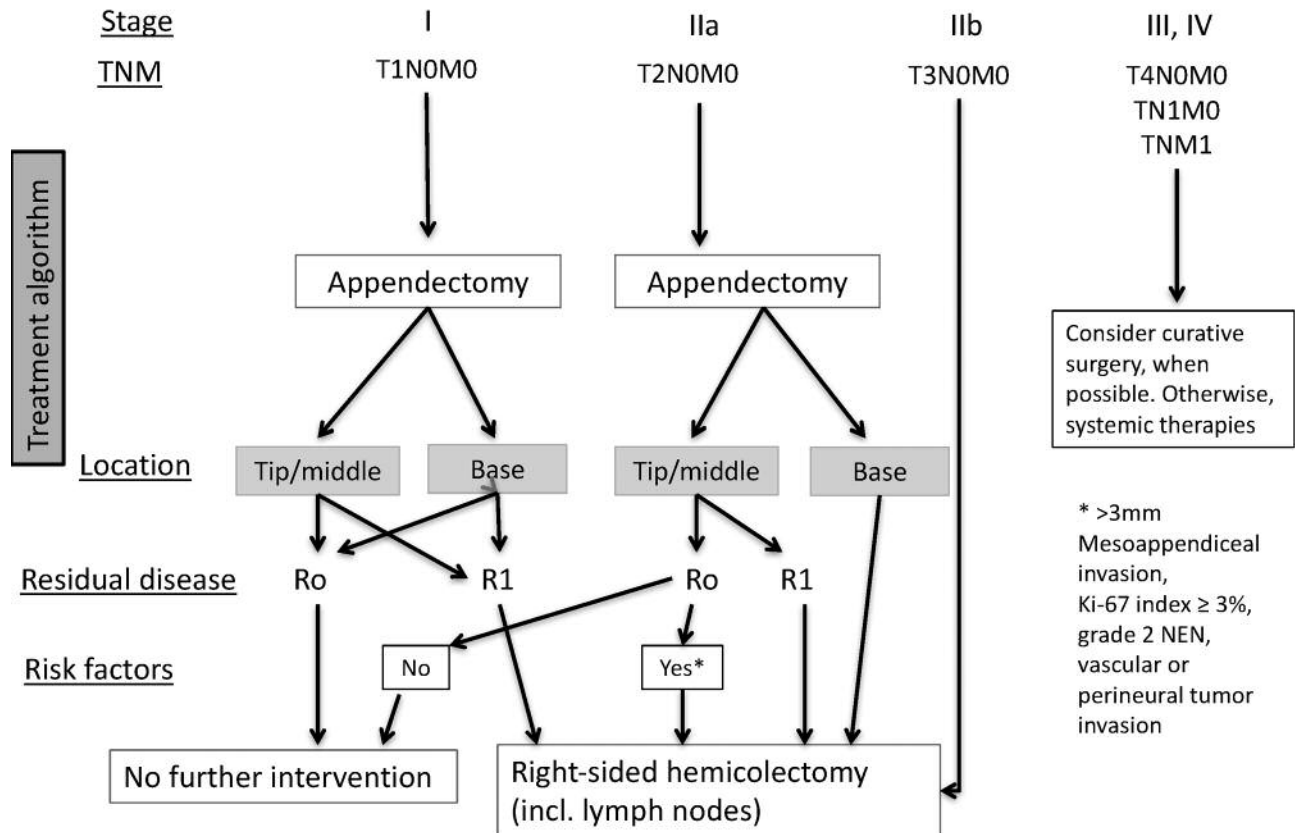 Stage I IIa IIb III, IV
TNM T1N0M0 T2N0M0 T3N0M0 T4N0M0
TN1M0
TNM1
Treatment algorithm
Appendectomy Appendectomy
Consider curative
surgery, when
possible. Otherwise,
systemic therapies
Location Tip/middle Base Tip/middle Base
Residual disease Ro R1 Ro R1
Risk factors No Yes*
* >3mm
Mesoappendiceal
invasion,
Ki-67 index ≥ 3%,
grade 2 NEN,
vascular or
perineural tumor
invasion
No further intervention
Right-sided hemicolectomy
(incl. lymph nodes)